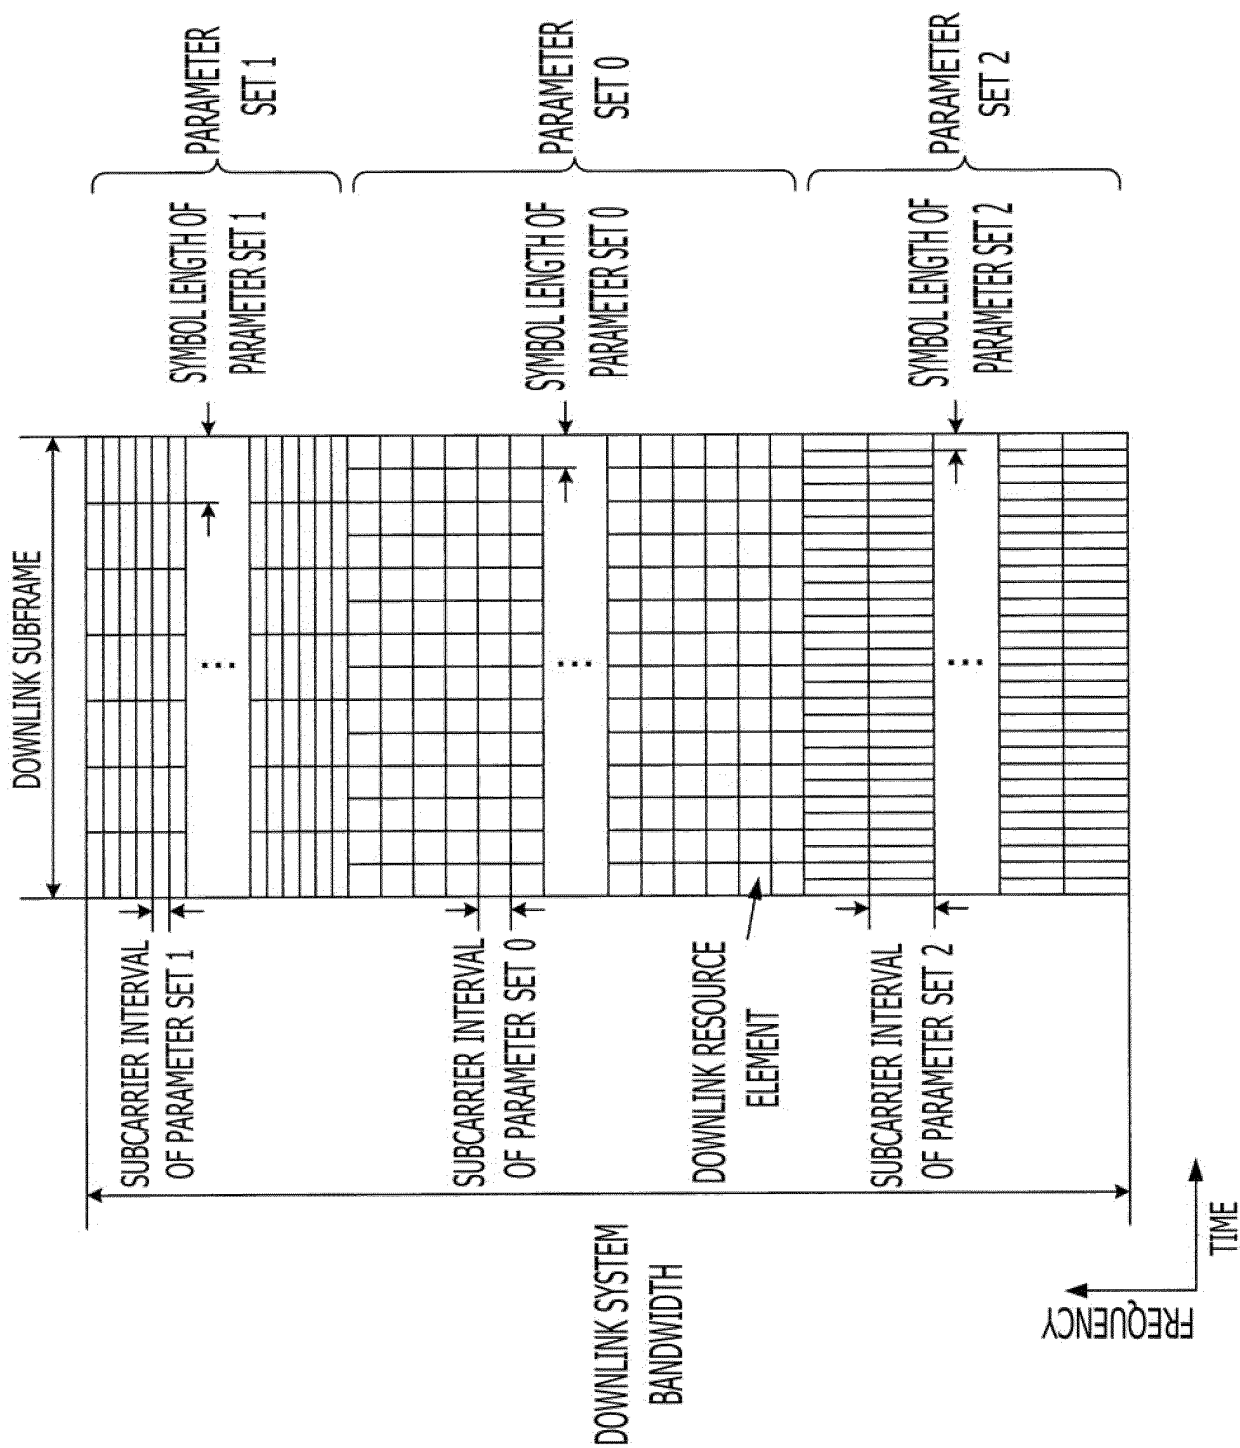 DOWNLINK SUBFRAME
SUBCARRIER INTERVAL
OF PARAMETER SET 1
SYMBOL LENGTH OF
PARAMETER SET 1
PARAMETER
SET 1
...
SUBCARRIER INTERVAL
OF PARAMETER SET 0
SYMBOL LENGTH OF
PARAMETER SET 0
PARAMETER
SET 0
...
DOWNLINK RESOURCE
ELEMENT
SUBCARRIER INTERVAL
OF PARAMETER SET 2
SYMBOL LENGTH OF
PARAMETER SET 2
PARAMETER
SET 2
...
DOWNLINK SYSTEM
BANDWIDTH
FREQUENCY
TIME